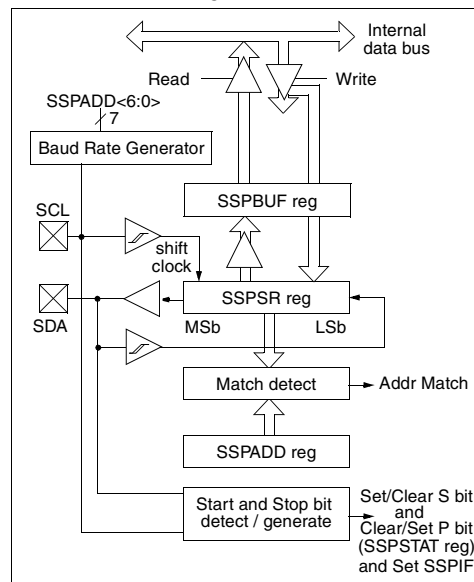 Internal
data bus
Read
Write
SSPADD<6:0>
7
Baud Rate Generator
SSPBUF reg
SCL
shift
clock
SSPSR reg
SDA
MSb
LSb
Match detect
Addr Match
SSPADD reg
Start and Stop bit
detect / generate
Set/Clear S bit
and
Clear/Set P bit
(SSPSTAT reg)
and Set SSPIF